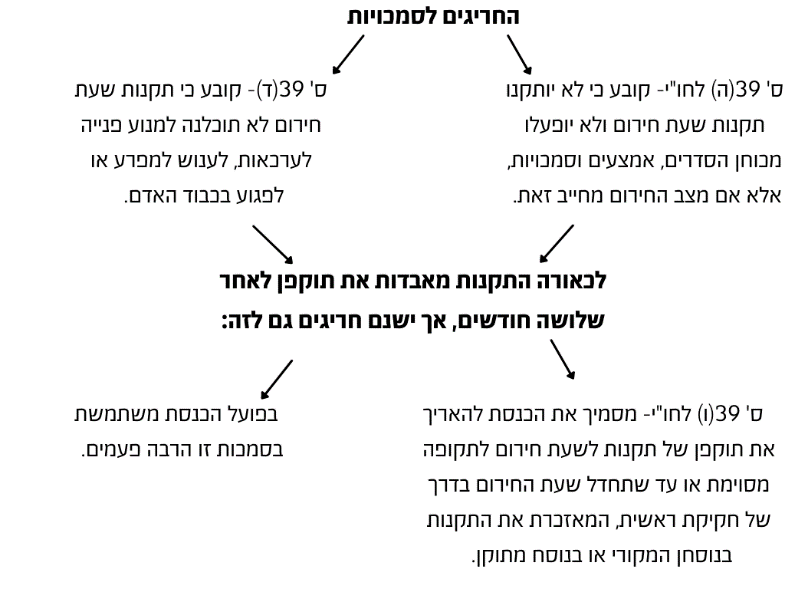 החריגים לסמכויות
ס' 39(ה) לחו"י- קובע כי לא יותקנו
תקנות שעת חירום ולא יופעלו
מכוחן הסדרים, אמצעים וסמכויות,
אלא אם מצב החירום מחייב זאת.
ס' 39(ד)- קובע כי תקנות שעת
חירום לא תוכלנה למנוע פנייה
לערכאות, לענוש למפרע או
לפגוע בכבוד האדם.
לכאורה התקנות מאבדות את תוקפן לאחר
שלושה חודשים, אך ישנם חריגים גם לזה:
ס' 39(ו) לחו"י- מסמיך את הכנסת להאריך
את תוקפן של תקנות לשעת חירום לתקופה
מסוימת או עד שתחדל שעת החירום בדרך
של חקיקת ראשית, המאזכרת את התקנות
בנוסחן המקורי או בנוסח מתוקן.
בפועל הכנסת משתמשת
בסמכות זו הרבה פעמים.